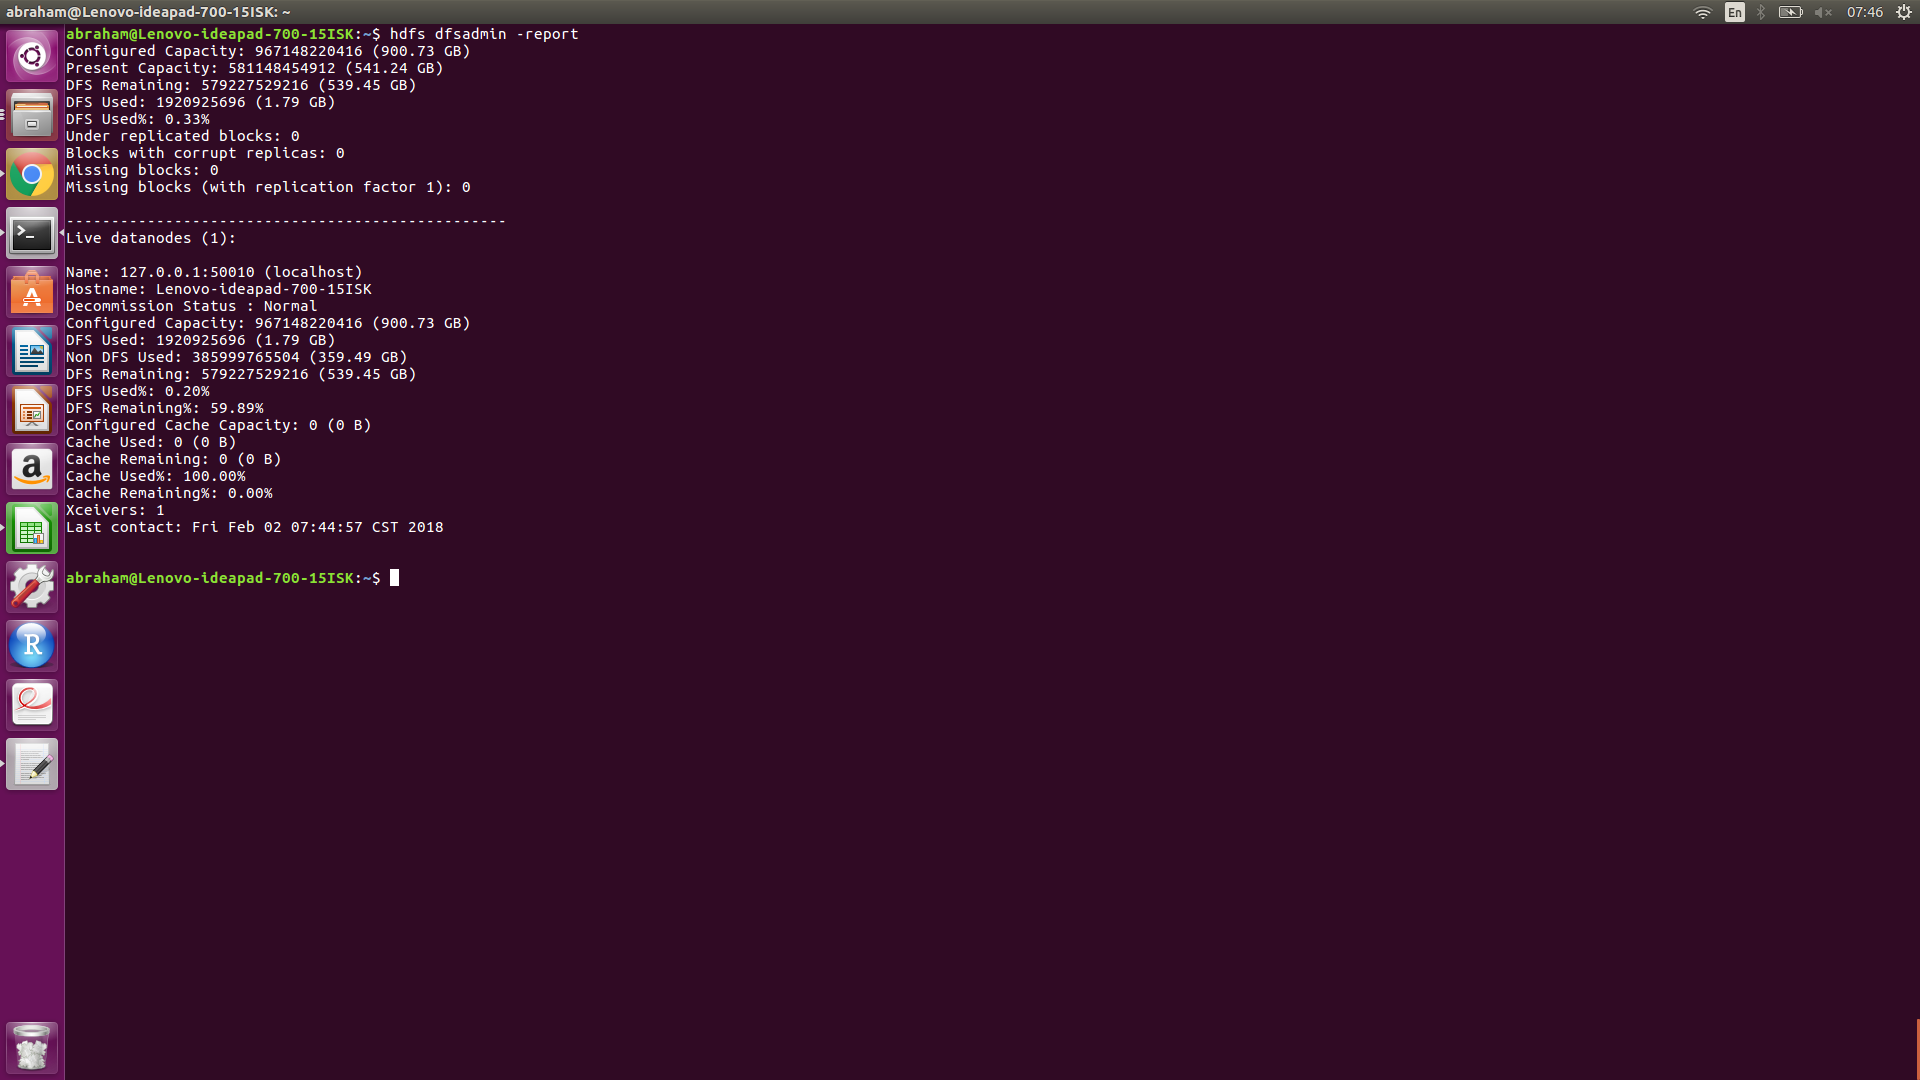 abraham@Lenovo-ideapad-700-15ISK: ~
En
07:46
abraham@Lenovo-ideapad-700-15ISK:~$ hdfs dfsadmin -report
Configured Capacity: 967148220416 (900.73 GB)
Present Capacity: 581148454912 (541.24 GB)
DFS Remaining: 579227529216 (539.45 GB)
DFS Used: 1920925696 (1.79 GB)
DFS Used%: 0.33%
Under replicated blocks: 0
Blocks with corrupt replicas: 0
Missing blocks: 0
Missing blocks (with replication factor 1): 0
-------------------------------------------------
Live datanodes (1):
Name: 127.0.0.1:50010 (localhost)
Hostname: Lenovo-ideapad-700-15ISK
Decommission Status : Normal
Configured Capacity: 967148220416 (900.73 GB)
DFS Used: 1920925696 (1.79 GB)
Non DFS Used: 385999765504 (359.49 GB)
DFS Remaining: 579227529216 (539.45 GB)
DFS Used%: 0.20%
DFS Remaining%: 59.89%
Configured Cache Capacity: 0 (0 B)
Cache Used: 0 (0 B)
Cache Remaining: 0 (0 B)
Cache Used%: 100.00%
Cache Remaining%: 0.00%
Xceivers: 1
Last contact: Fri Feb 02 07:44:57 CST 2018
abraham@Lenovo-ideapad-700-15ISK:~$